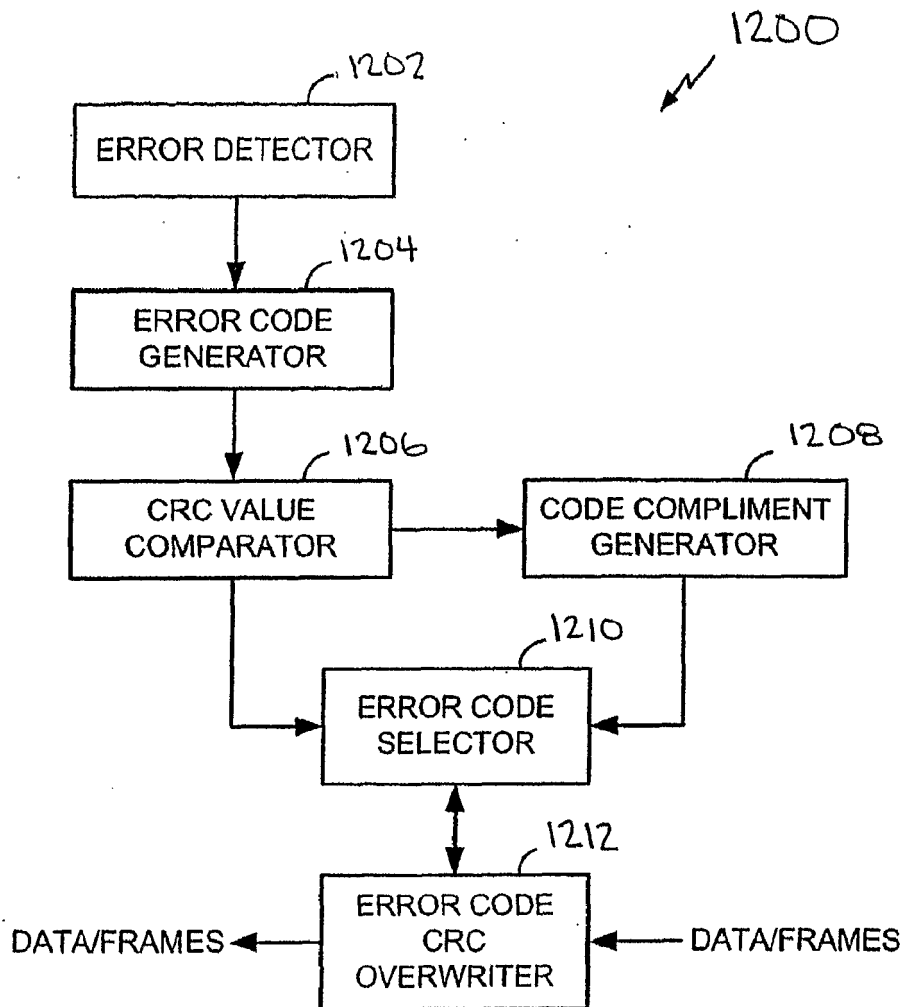 1200
1202
ERROR DETECTOR
1204
ERROR CODE
GENERATOR
1206
CRC VALUE
COMPARATOR
1208
CODE COMPLIMENT
GENERATOR
1210
ERROR CODE
SELECTOR
1212
ERROR CODE
CRC
OVERWRITER
DATA/FRAMES
DATA/FRAMES